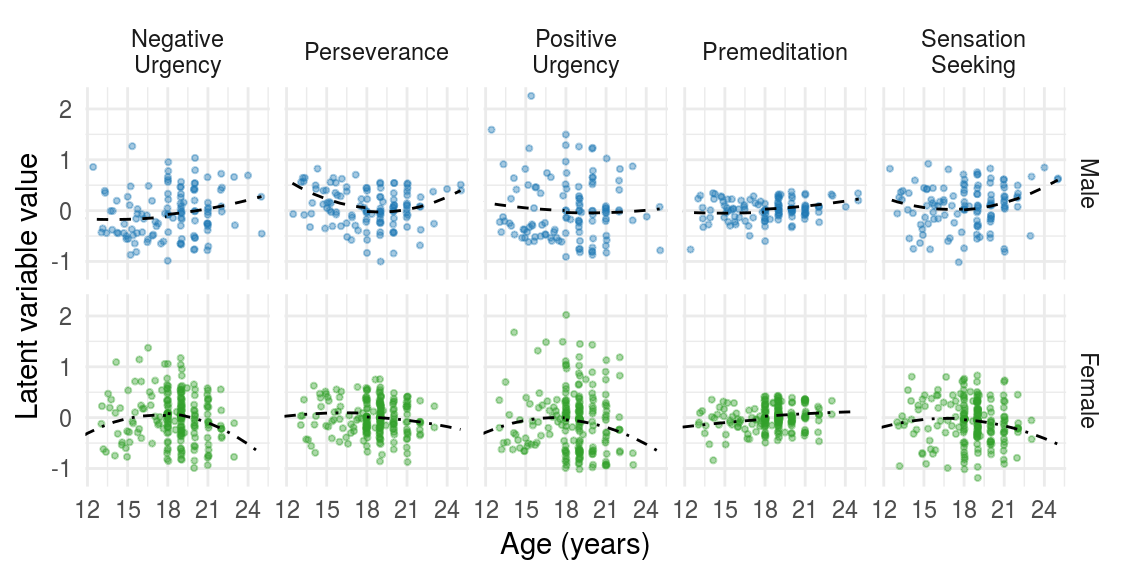 Negative
Urgency
Perseverance
Positive
Urgency
Premeditation
Sensation
Seeking
2
1
0
-1
Male
2
1
0
-1
Female
Latent variable value
12 15 18 21 24 12 15 18 21 24 12 15 18 21 24 12 15 18 21 24 12 15 18 21 24
Age (years)